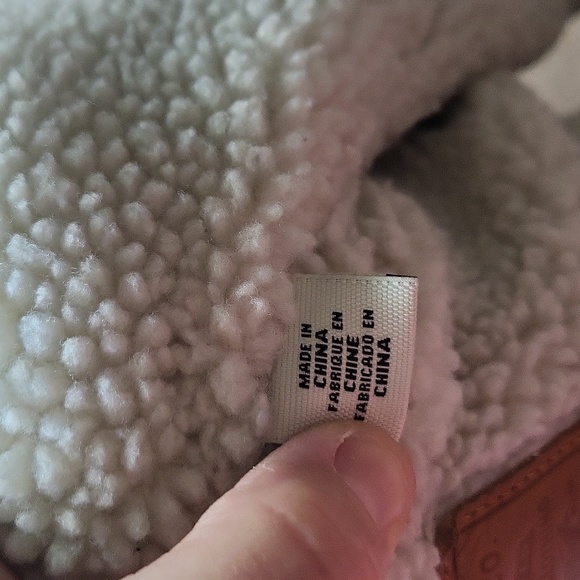 MADE IN
CHINA
FABRIQUE EN
CHINE
FABRICADO EN
CHINA